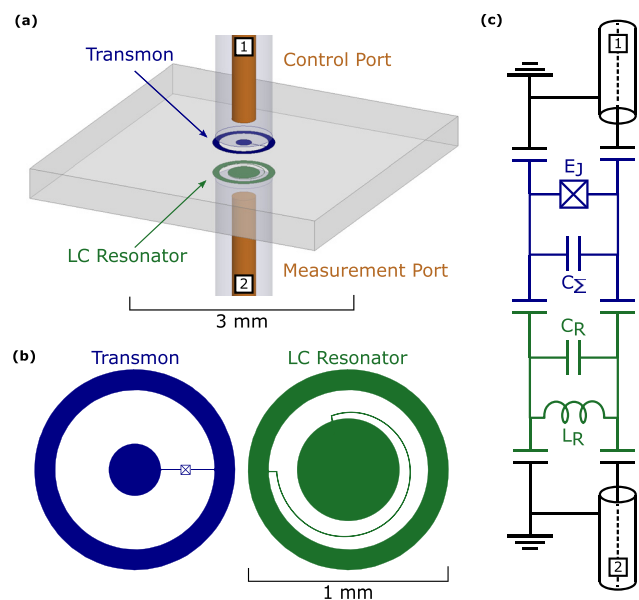 (a)
1
Transmon
Control Port
LC Resonator
Measurement Port
2
3 mm
(b)
Transmon
LC Resonator
1 mm
(c)
1
EJ
CΣ
CR
LR
2